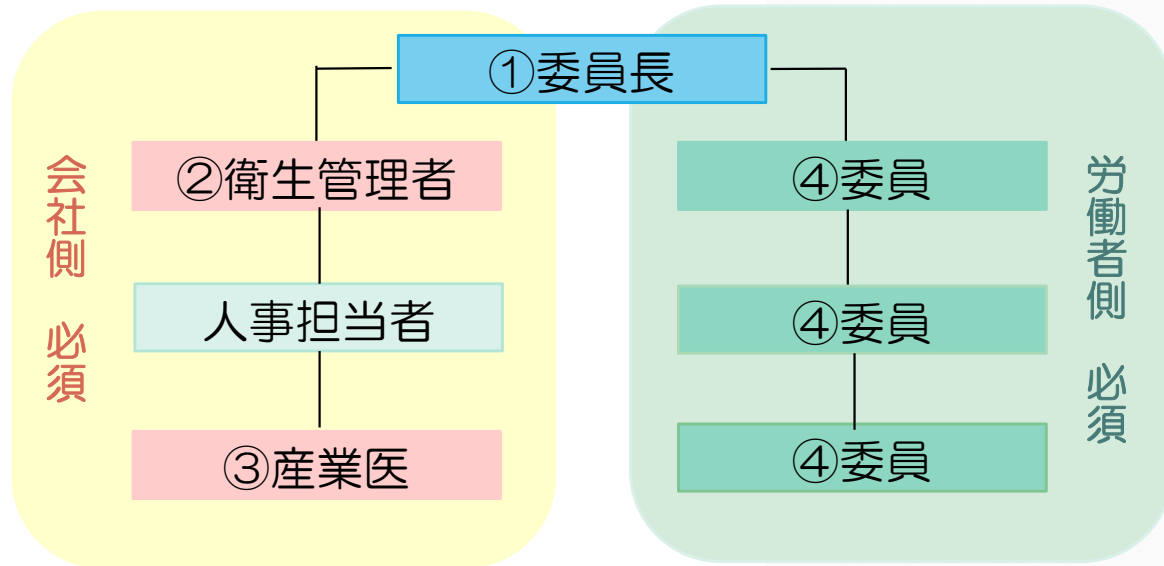 ①委員長
会社側 必須
②衛生管理者
人事担当者
③産業医
④委員
④委員
④委員
労働者側 必須